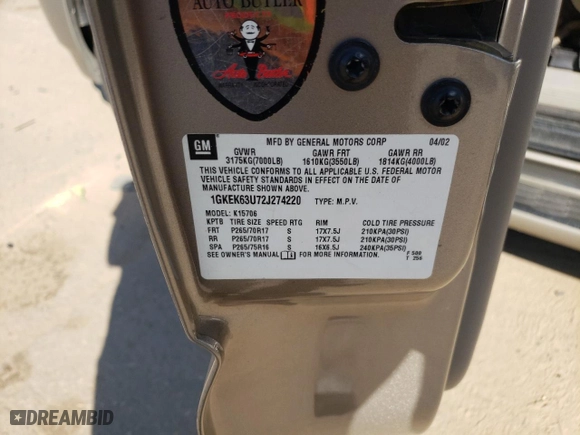 AUTO BUTLER
GM
MFD BY GENERAL MOTORS CORP 04/02
GVWR GAWR FRT GAWR RR
3175KG(7000LB) 1610KG(3550LB) 1814KG(4000LB)
THIS VEHICLE CONFORMS TO ALL APPLICABLE U.S. FEDERAL MOTOR
VEHICLE SAFETY STANDARDS IN EFFECT ON THE DATE OF
MANUFACTURE SHOWN ABOVE.
1GKEK63U72J274220 TYPE: M.P.V.
MODEL: K15706
KPTB TIRE SIZE SPEED RTG RIM COLD TIRE PRESSURE
FRT P265/70R17 S 17X7.5J 210KPA(30PSI)
RR P265/70R17 S 17X7.5J 210KPA(30PSI)
SPA P265/75R16 S 16X6.5J 240KPA(35PSI)
SEE OWNER'S MANUAL FOR MORE INFORMATION.
DREAMBID